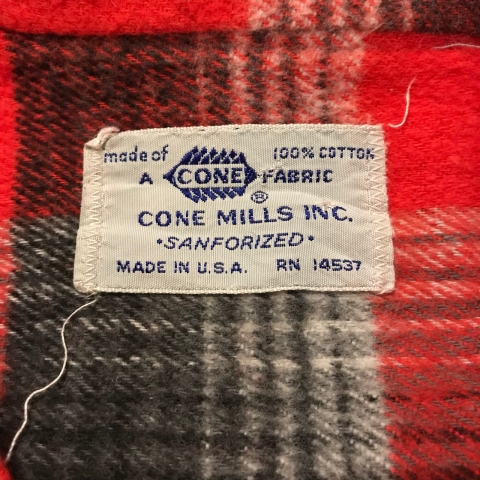 made of 100% COTTON
A CONE FABRIC
®
CONE MILLS INC.
•SANFORIZED•
MADE IN U.S.A. RN 14537